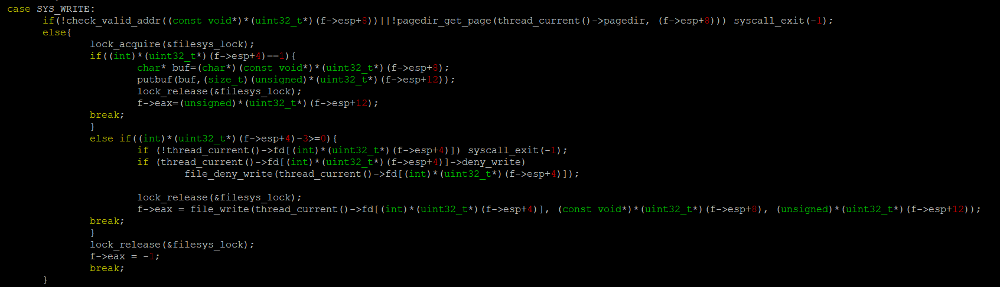 case SYS_WRITE:
if(!check_valid_addr((const void*)*(uint32_t*)(f->esp+8))||!pagedir_get_page(thread_current()->pagedir, (f->esp+8))) syscall_exit(-1);
else{
lock_acquire(&filesys_lock);
if((int)*(uint32_t*)(f->esp+4)==1){
char* buf=(char*)(const void*)*(uint32_t*)(f->esp+8);
putbuf(buf,(size_t)(unsigned)*(uint32_t*)(f->esp+12));
lock_release(&filesys_lock);
f->eax=(unsigned)*(uint32_t*)(f->esp+12);
break;
}
else if((int)*(uint32_t*)(f->esp+4)-3>=0){
if (!thread_current()->fd[(int)*(uint32_t*)(f->esp+4)]) syscall_exit(-1);
if (thread_current()->fd[(int)*(uint32_t*)(f->esp+4)]->deny_write)
file_deny_write(thread_current()->fd[(int)*(uint32_t*)(f->esp+4)]);
lock_release(&filesys_lock);
f->eax = file_write(thread_current()->fd[(int)*(uint32_t*)(f->esp+4)], (const void*)*(uint32_t*)(f->esp+8), (unsigned)*(uint32_t*)(f->esp+12));
break;
}
lock_release(&filesys_lock);
f->eax = -1;
break;
}